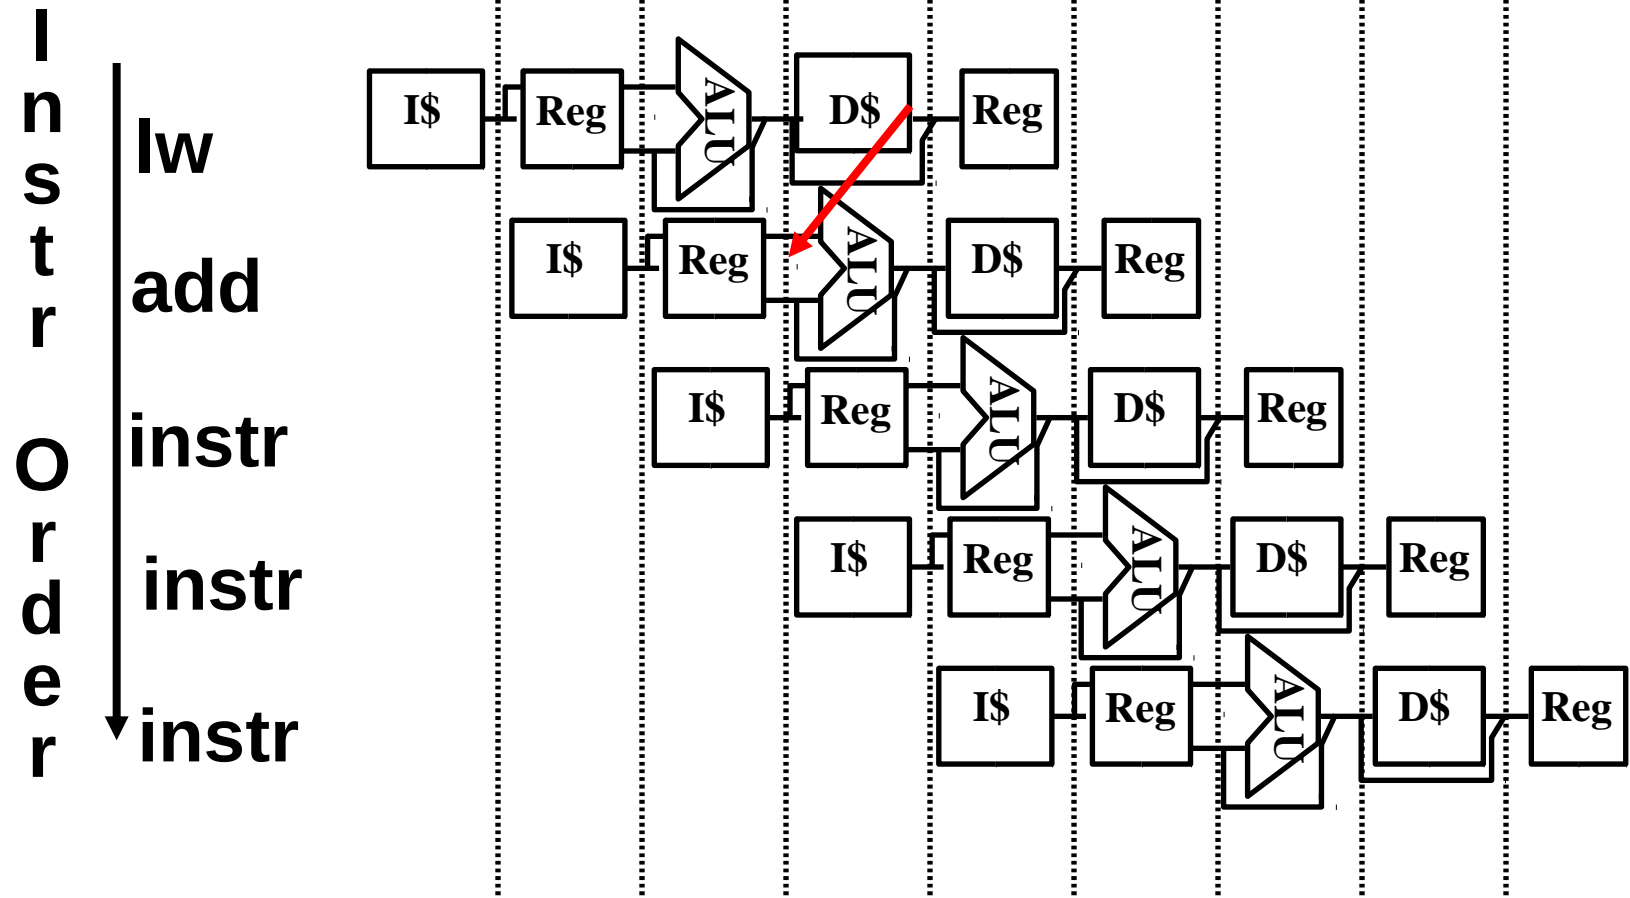 Instr Order
lw
I$ Reg ALU D$ Reg
add
I$ Reg ALU D$ Reg
instr
I$ Reg ALU D$ Reg
instr
I$ Reg ALU D$ Reg
instr
I$ Reg ALU D$ Reg